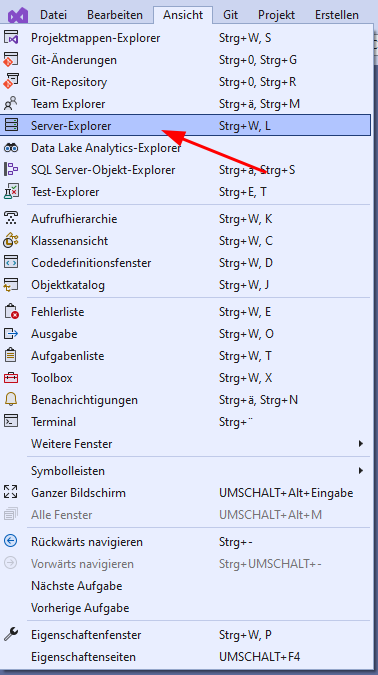 Datei Bearbeiten Ansicht Git Projekt Erstellen
Projektmappen-Explorer Strg+W, S
Git-Änderungen Strg+0, Strg+G
Git-Repository Strg+0, Strg+R
Team Explorer Strg+ä, Strg+M
Server-Explorer Strg+W, L
Data Lake Analytics-Explorer
SQL Server-Objekt-Explorer Strg+ä, Strg+S
Test-Explorer Strg+E, T
Aufrufhierarchie Strg+W, K
Klassenansicht Strg+W, C
Codedefinitionsfenster Strg+W, D
Objektkatalog Strg+W, J
Fehlerliste Strg+W, E
Ausgabe Strg+W, O
Aufgabenliste Strg+W, T
Toolbox Strg+W, X
Benachrichtigungen Strg+ä, Strg+N
Terminal Strg+¨
Weitere Fenster
Symbolleisten
Ganzer Bildschirm UMSCHALT+Alt+Eingabe
Alle Fenster UMSCHALT+Alt+M
Rückwärts navigieren Strg+-
Vorwärts navigieren Strg+UMSCHALT+-
Nächste Aufgabe
Vorherige Aufgabe
Eigenschaftenfenster Strg+W, P
Eigenschaftenseiten UMSCHALT+F4